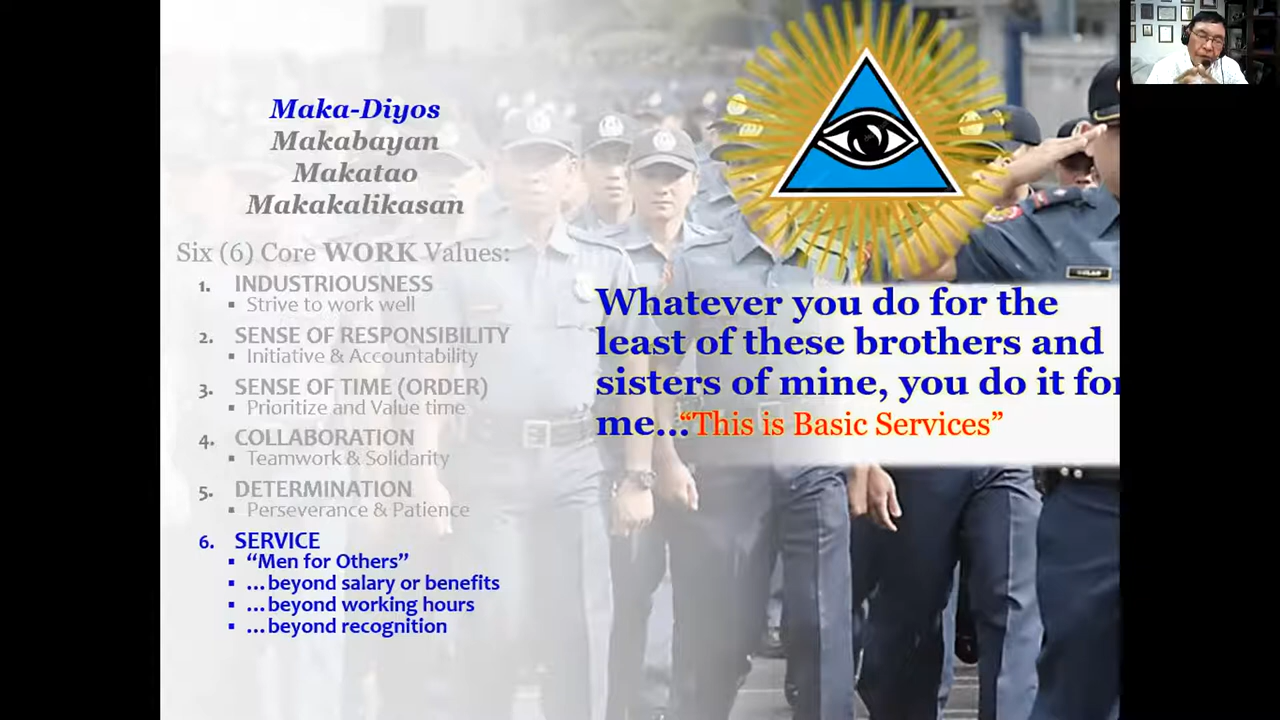 Maka-Diyos
Makabayan
Makatao
Makakalikasan
Six (6) Core WORK Values:
1. INDUSTRIOUSNESS
▪ Strive to work well
2. SENSE OF RESPONSIBILITY
▪ Initiative & Accountability
3. SENSE OF TIME (ORDER)
▪ Prioritize and Value time
4. COLLABORATION
▪ Teamwork & Solidarity
5. DETERMINATION
▪ Perseverance & Patience
6. SERVICE
▪ “Men for Others”
▪ …beyond salary or benefits
▪ …beyond working hours
▪ …beyond recognition
Whatever you do for the
least of these brothers and
sisters of mine, you do it for
me…“This is Basic Services”